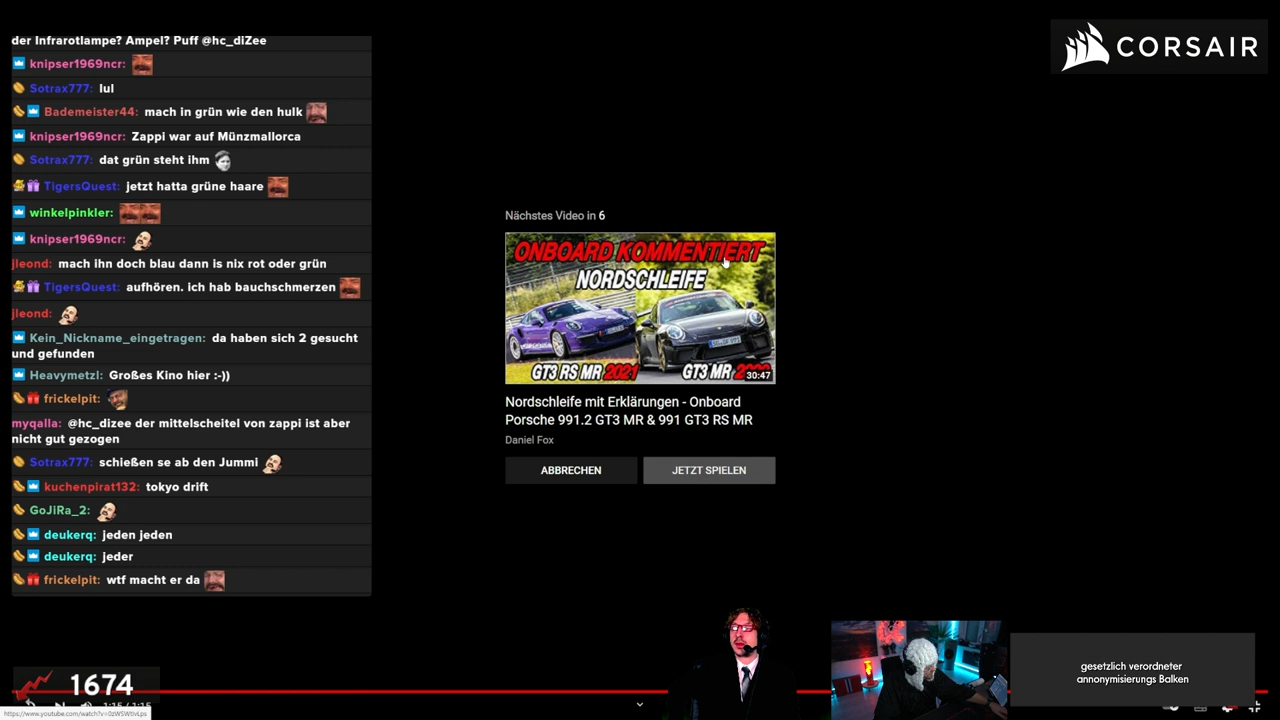 der Infrarotlampe? Ampel? Puff @hc_diZee
knipser1969ncr:
Sotrax777: lul
Bademeister44: mach in grün wie den hulk
knipser1969ncr: Zappi war auf Münzmallorca
Sotrax777: dat grün steht ihm
TigersQuest: jetzt hatta grüne haare
winkelpinkler:
knipser1969ncr:
jleond: mach ihn doch blau dann is nix rot oder grün
TigersQuest: aufhören. ich hab bauchschmerzen
jleond:
Kein_Nickname_eingetragen: da haben sich 2 gesucht
und gefunden
Heavymetzl: Großes Kino hier :-))
frickelpit:
myqalla: @hc_dizee der mittelscheitel von zappi ist aber
nicht gut gezogen
Sotrax777: schießen se ab den Jummi
kuchenpirat132: tokyo drift
GoJiRa_2:
deukerq: jeden jeden
deukerq: jeder
frickelpit: wtf macht er da
1674
CORSAIR
Nächstes Video in 6
ONBOARD KOMMENTIERT
NORDSCHLEIFE
GT3 RS MR 2021
GT3 MR
30:47
Nordschleife mit Erklärungen - Onboard
Porsche 991.2 GT3 MR & 991 GT3 RS MR
Daniel Fox
ABBRECHEN
JETZT SPIELEN
gesetzlich verordneter
annonymisierungs Balken